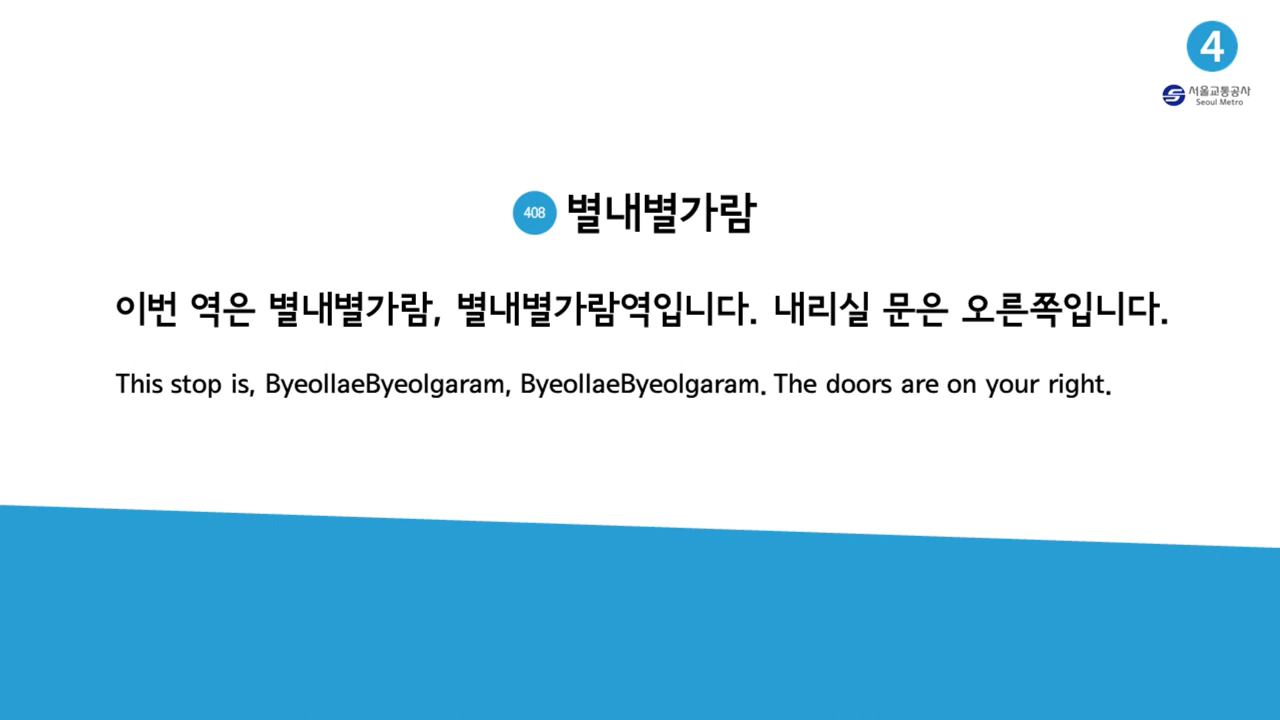 4
서울교통공사
Seoul Metro
408 별내별가람
이번 역은 별내별가람, 별내별가람역입니다. 내리실 문은 오른쪽입니다.
This stop is, ByeollaeByeolgaram, ByeollaeByeolgaram. The doors are on your right.